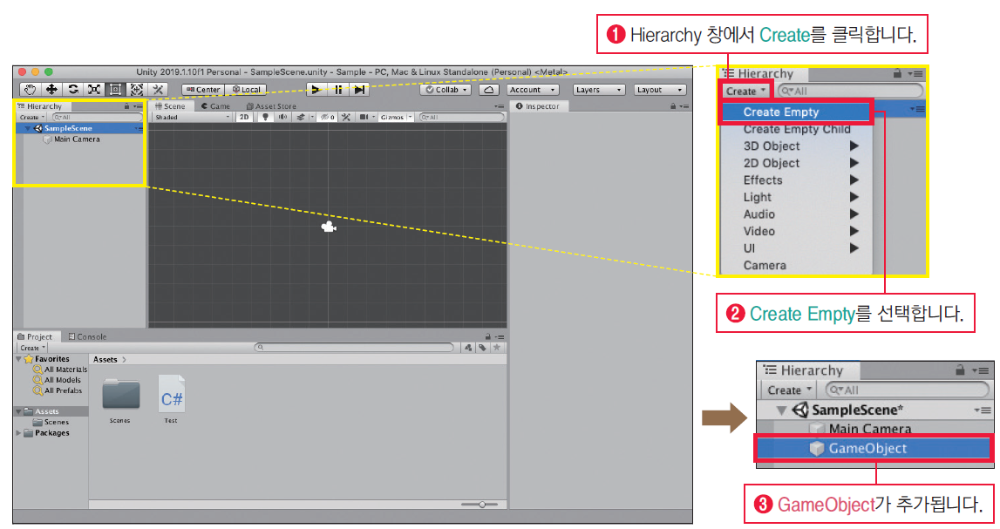 ❶ Hierarchy 창에서 Create를 클릭합니다.
Unity 2019.1.10f1 Personal - SampleScene.unity - Sample - PC, Mac & Linux Standalone (Personal) <Metal>
Center Local
Collab
Account
Layers
Layout
Hierarchy
Create All
SampleScene
Main Camera
Scene Game Asset Store
Shaded 2D 0 Gizmos All
Inspector
Hierarchy
Create All
Create Empty
Create Empty Child
3D Object
2D Object
Effects
Light
Audio
Video
UI
Camera
❷ Create Empty를 선택합니다.
Project Console
Create
Favorites
All Materials
All Models
All Prefabs
Assets
Scenes
Packages
Assets >
C#
Scenes
Test
Hierarchy
Create All
SampleScene*
Main Camera
GameObject
❸ GameObject가 추가됩니다.